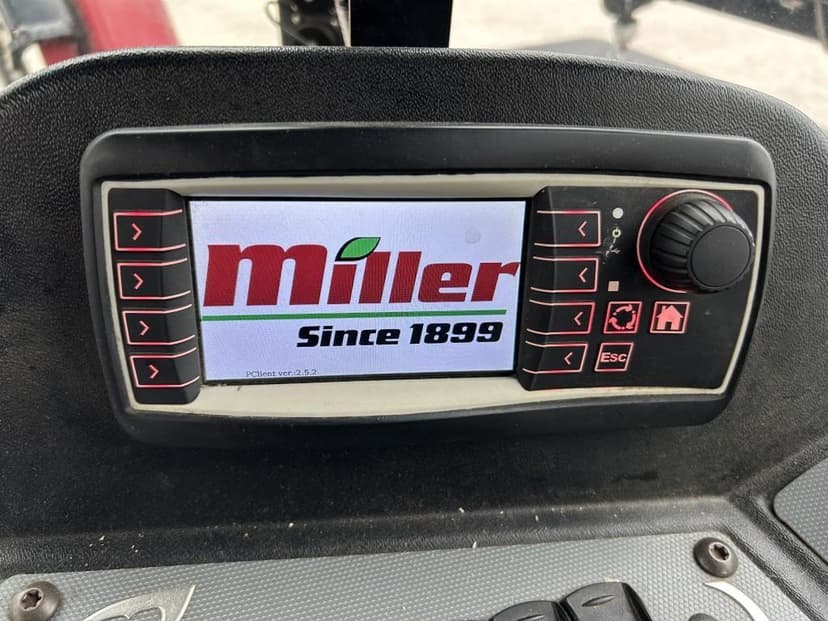 miller
Since 1899
PClient ver.:2.5.2
Esc